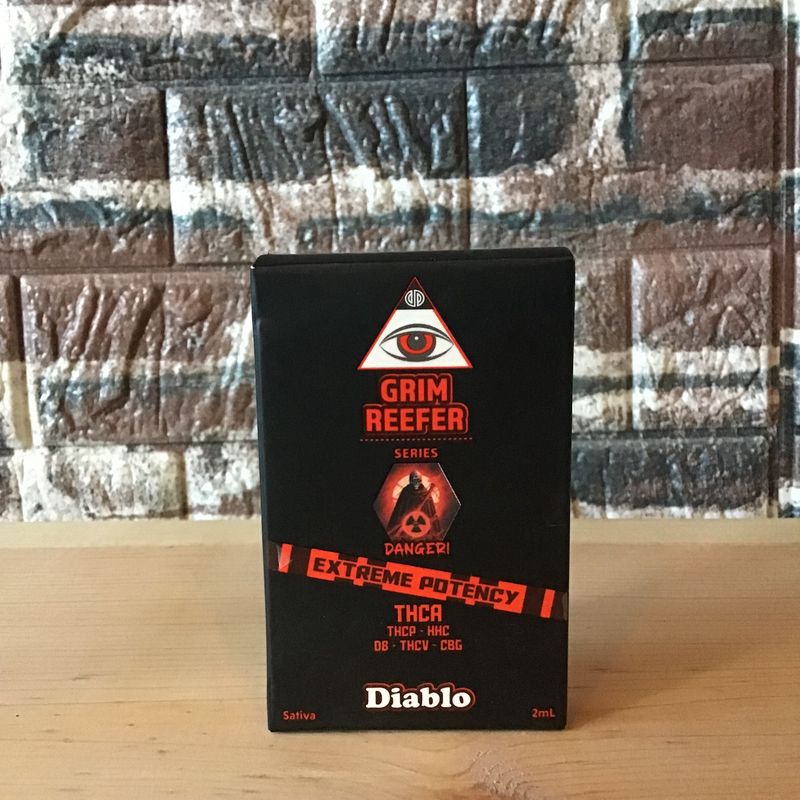 GRIM
REEFER
SERIES
DANGER!
EXTREME POTENCY
THCA
THCP - HHC
D8 - THCV - CBG
Diablo
Sativa 2mL